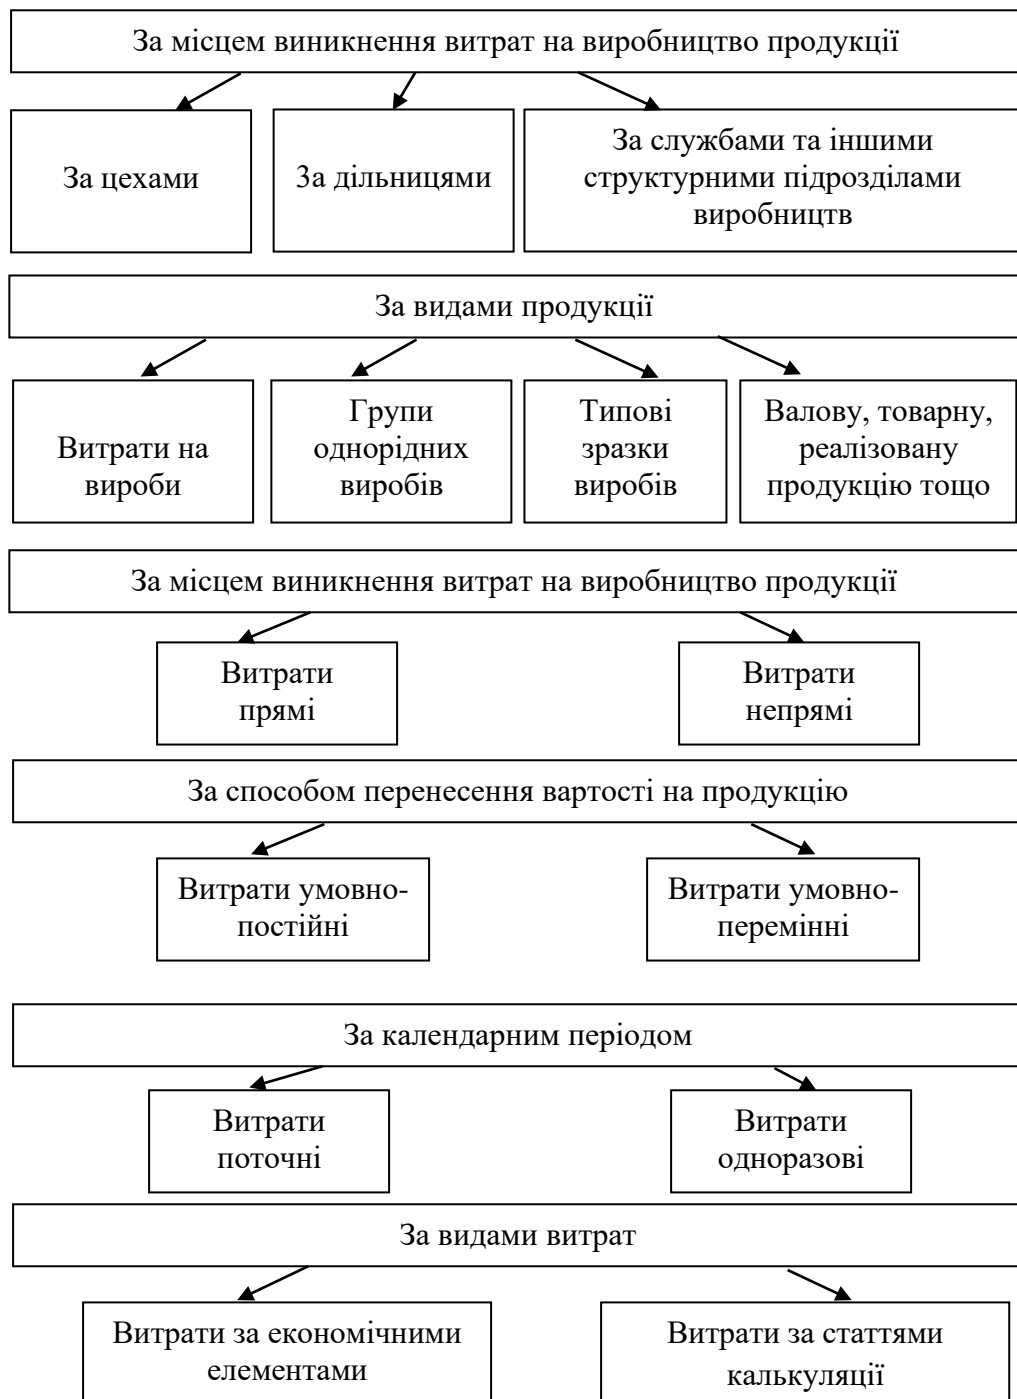 За місцем виникнення витрат на виробництво продукції
За цехами
За дільницями
За службами та іншими
структурними підрозділами
виробництв
За видами продукції
Витрати на
вироби
Групи
однорідних
виробів
Типові
зразки
виробів
Валову, товарну,
реалізовану
продукцію тощо
За місцем виникнення витрат на виробництво продукції
Витрати
прямі
Витрати
непрямі
За способом перенесення вартості на продукцію
Витрати умовно-
постійні
Витрати умовно-
перемінні
За календарним періодом
Витрати
поточні
Витрати
одноразові
За видами витрат
Витрати за економічними
елементами
Витрати за статтями
калькуляції